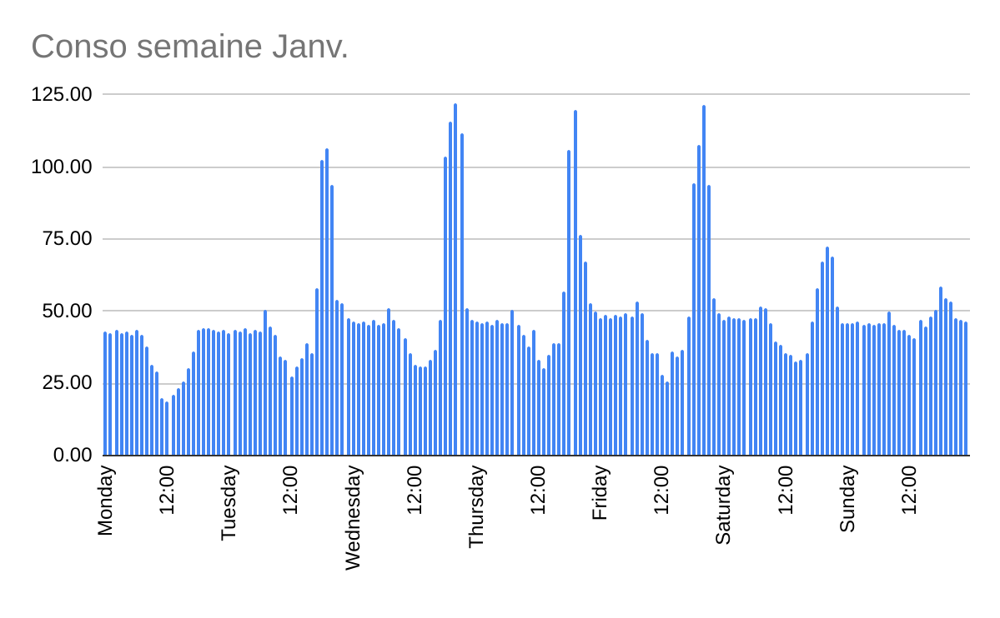 Conso semaine Janv.
125.00
100.00
75.00
50.00
25.00
0.00
Monday
12:00
Tuesday
12:00
Wednesday
12:00
Thursday
12:00
Friday
12:00
Saturday
12:00
Sunday
12:00